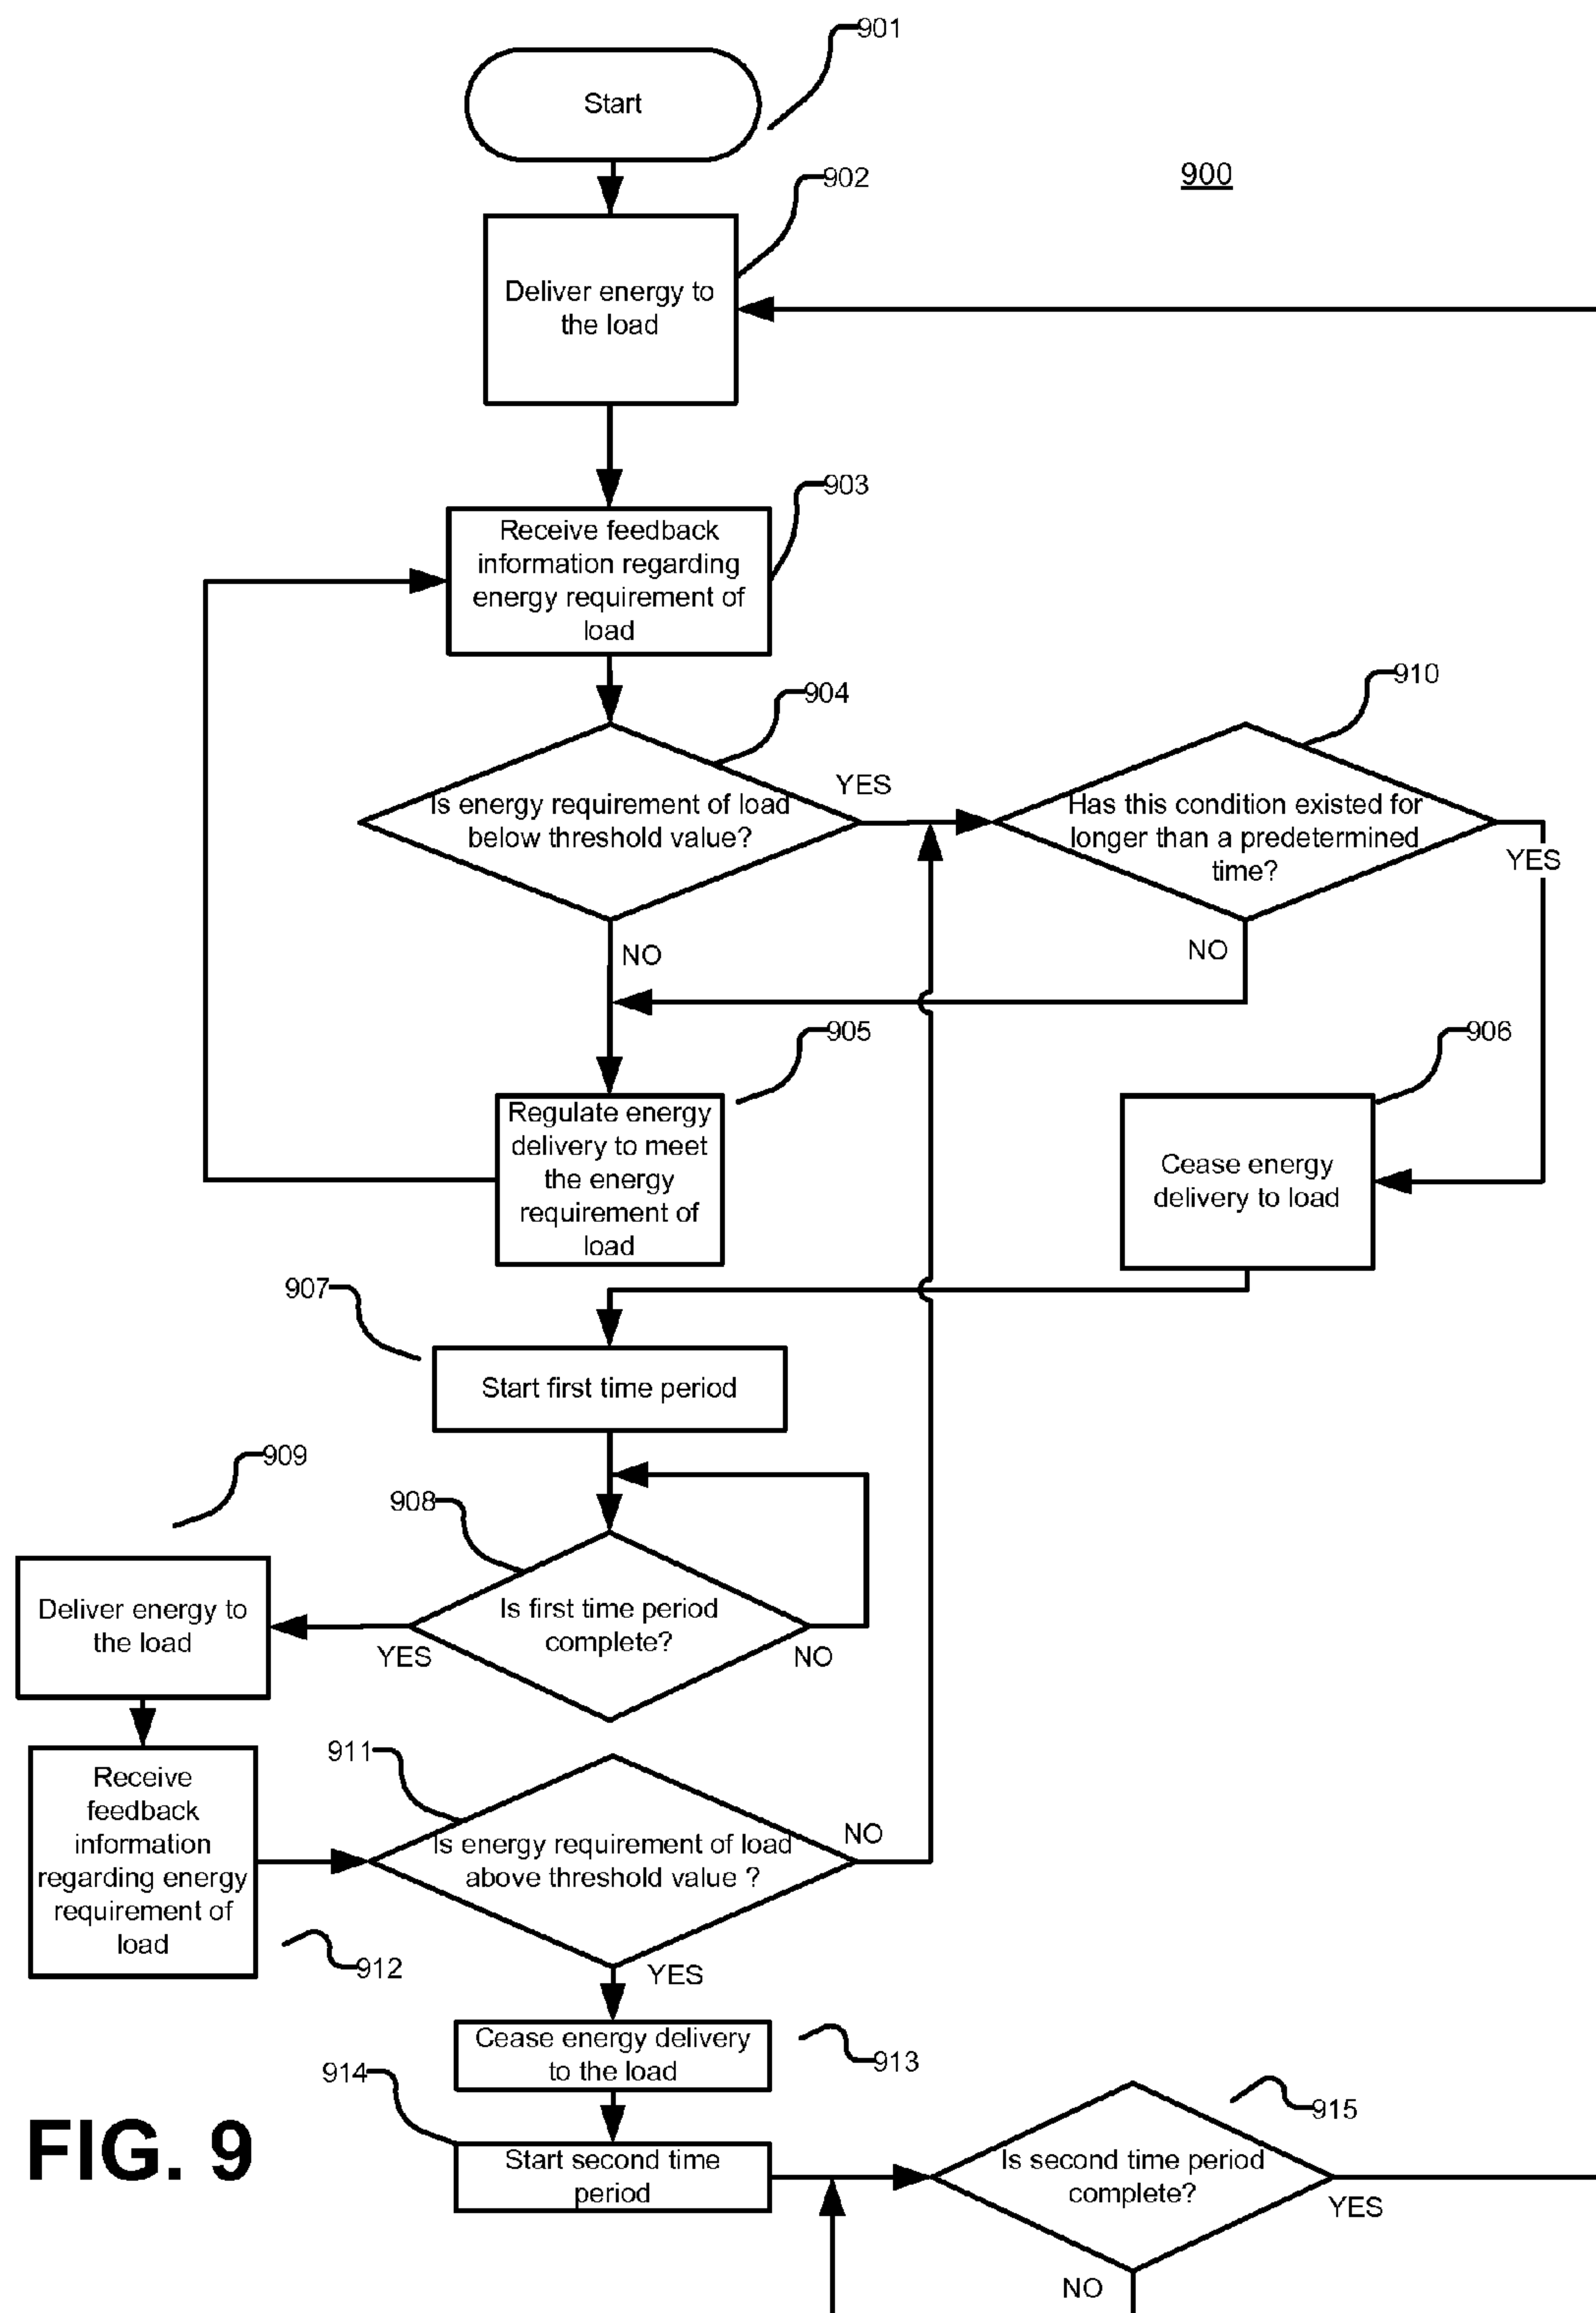 901
Start
902
900
Deliver energy to
the load
903
Receive feedback
information regarding
energy requirement of
load
904
910
YES
Is energy requirement of load
below threshold value?
Has this condition existed for
longer than a predetermined
time?
YES
NO
NO
905
906
Regulate energy
delivery to meet
the energy
requirement of
load
Cease energy
delivery to load
907
Start first time period
909
908
Deliver energy to
the load
Is first time period
complete?
YES
NO
911
Receive
feedback
information
regarding energy
requirement of
load
Is energy requirement of load
above threshold value ?
NO
912
YES
Cease energy delivery
to the load
913
914
915
FIG. 9
Start second time
period
Is second time period
complete?
YES
NO